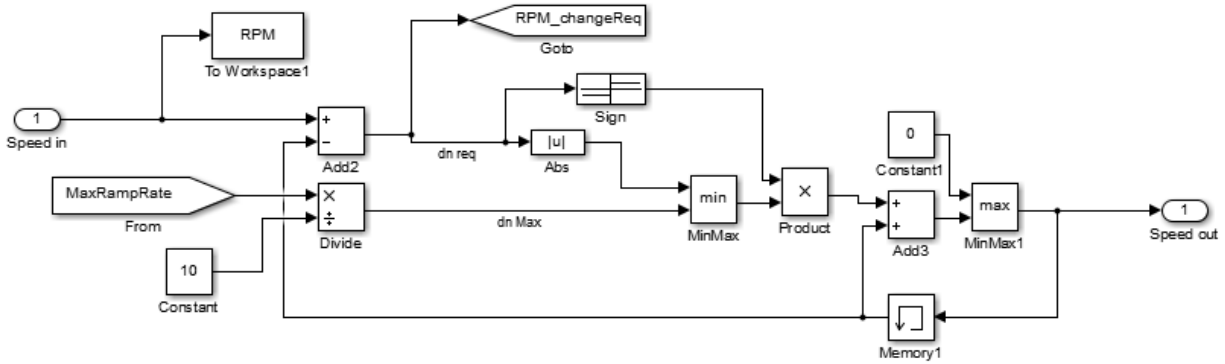 RPM
To Workspace1
RPM_changeReq
Goto
1
Speed in
+
−
Add2
dn req
Sign
|u|
Abs
MaxRampRate
From
×
÷
Divide
dn Max
10
Constant
min
MinMax
×
Product
0
Constant1
+
+
Add3
max
MinMax1
1
Speed out
Memory1